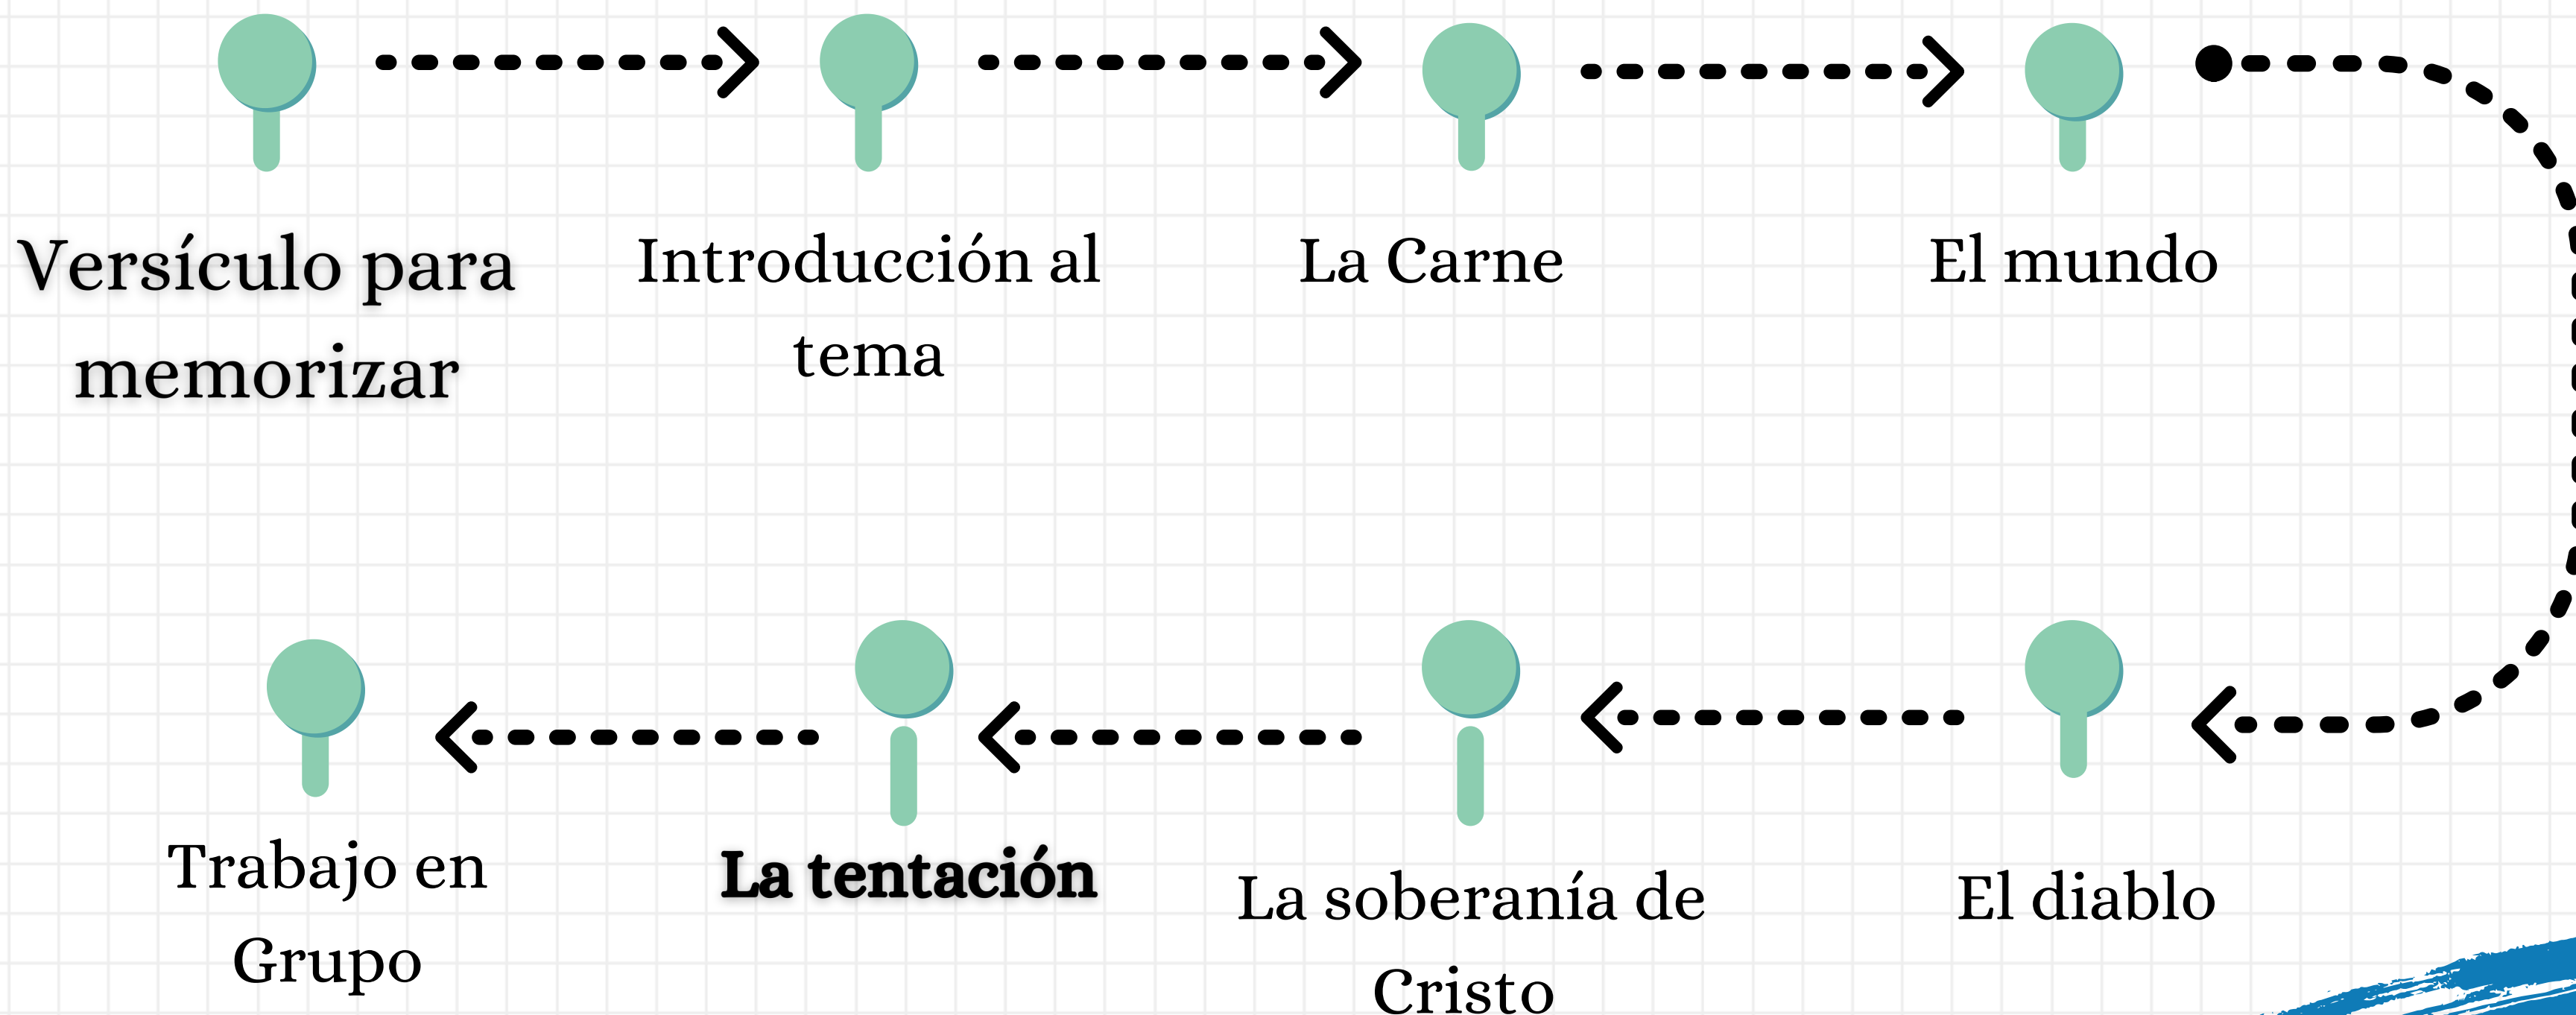 Versículo para
memorizar
Introducción al
tema
La Carne
El mundo
El diablo
La soberanía de
Cristo
La tentación
Trabajo en
Grupo